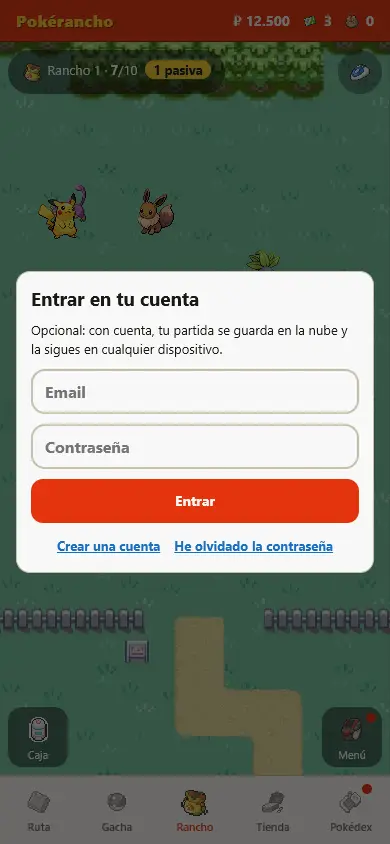 Pokérancho
₽ 12.500 3 0
Rancho 1 · 7/10 1 pasiva
Entrar en tu cuenta
Opcional: con cuenta, tu partida se guarda en la nube y
la sigues en cualquier dispositivo.
Email
Contraseña
Entrar
Crear una cuenta He olvidado la contraseña
Caja Menú
Ruta Gacha Rancho Tienda Pokédex